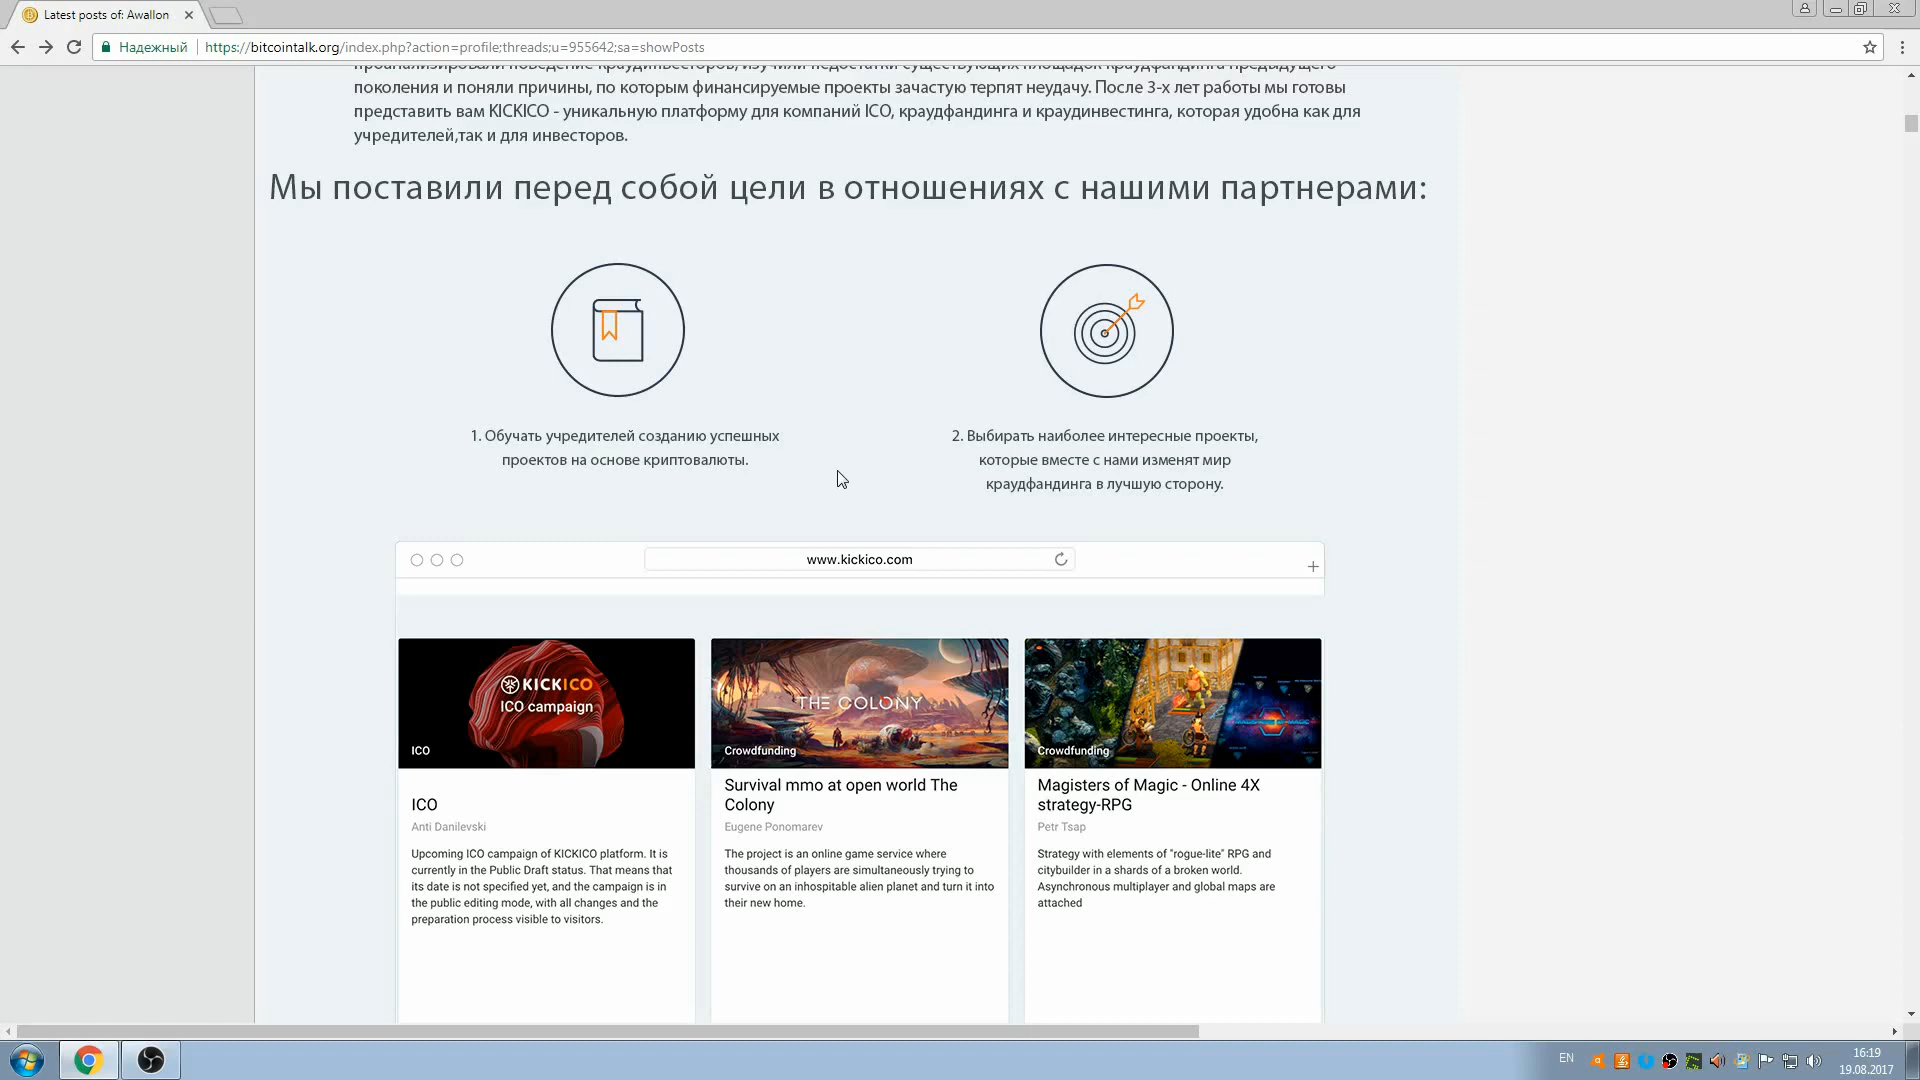 Latest posts of: Awallon
Надежный
https://bitcointalk.org/index.php?action=profile;threads;u=955642;sa=showPosts
проанализировали поведение краудинвесторов, изучили недостатки существующих площадок краудфандинга предыдущего
поколения и поняли причины, по которым финансируемые проекты зачастую терпят неудачу. После 3-х лет работы мы готовы
представить вам KICKICO - уникальную платформу для компаний ICO, краудфандинга и краудинвестинга, которая удобна как для
учредителей,так и для инвесторов.
Мы поставили перед собой цели в отношениях с нашими партнерами:
1. Обучать учредителей созданию успешных
проектов на основе криптовалюты.
2. Выбирать наиболее интересные проекты,
которые вместе с нами изменят мир
краудфандинга в лучшую сторону.
www.kickico.com
KICKICO
ICO campaign
ICO
ICO
Anti Danilevski
Upcoming ICO campaign of KICKICO platform. It is
currently in the Public Draft status. That means that
its date is not specified yet, and the campaign is in
the public editing mode, with all changes and the
preparation process visible to visitors.
THE COLONY
Crowdfunding
Survival mmo at open world The
Colony
Eugene Ponomarev
The project is an online game service where
thousands of players are simultaneously trying to
survive on an inhospitable alien planet and turn it into
their new home.
Crowdfunding
Magisters of Magic - Online 4X
strategy-RPG
Petr Tsap
Strategy with elements of "rogue-lite" RPG and
citybuilder in a shards of a broken world.
Asynchronous multiplayer and global maps are
attached
EN
16:19
19.08.2017